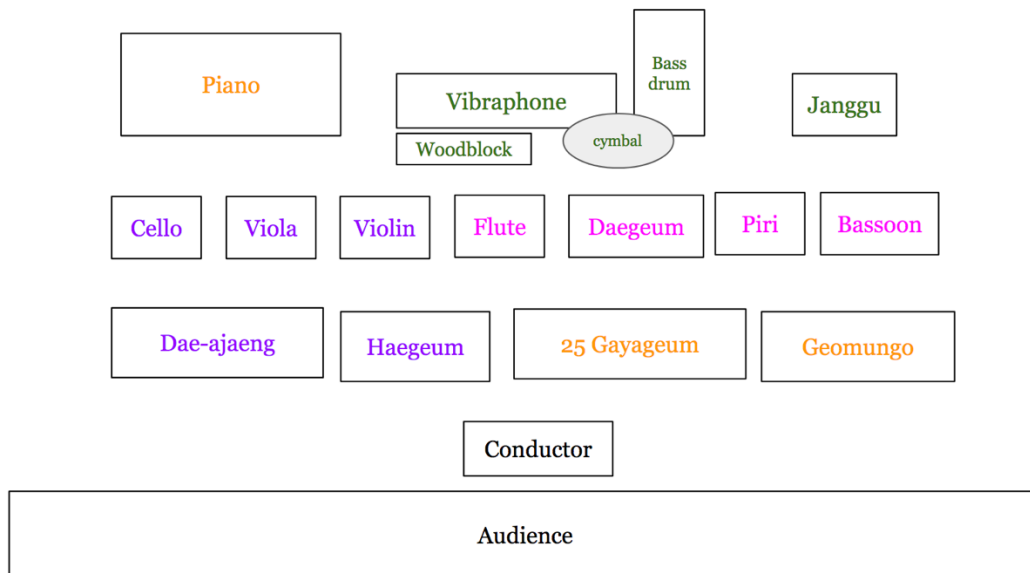 Piano
Vibraphone
Bass
drum
Janggu
Woodblock
cymbal
Cello
Viola
Violin
Flute
Daegeum
Piri
Bassoon
Dae-ajaeng
Haegeum
25 Gayageum
Geomungo
Conductor
Audience